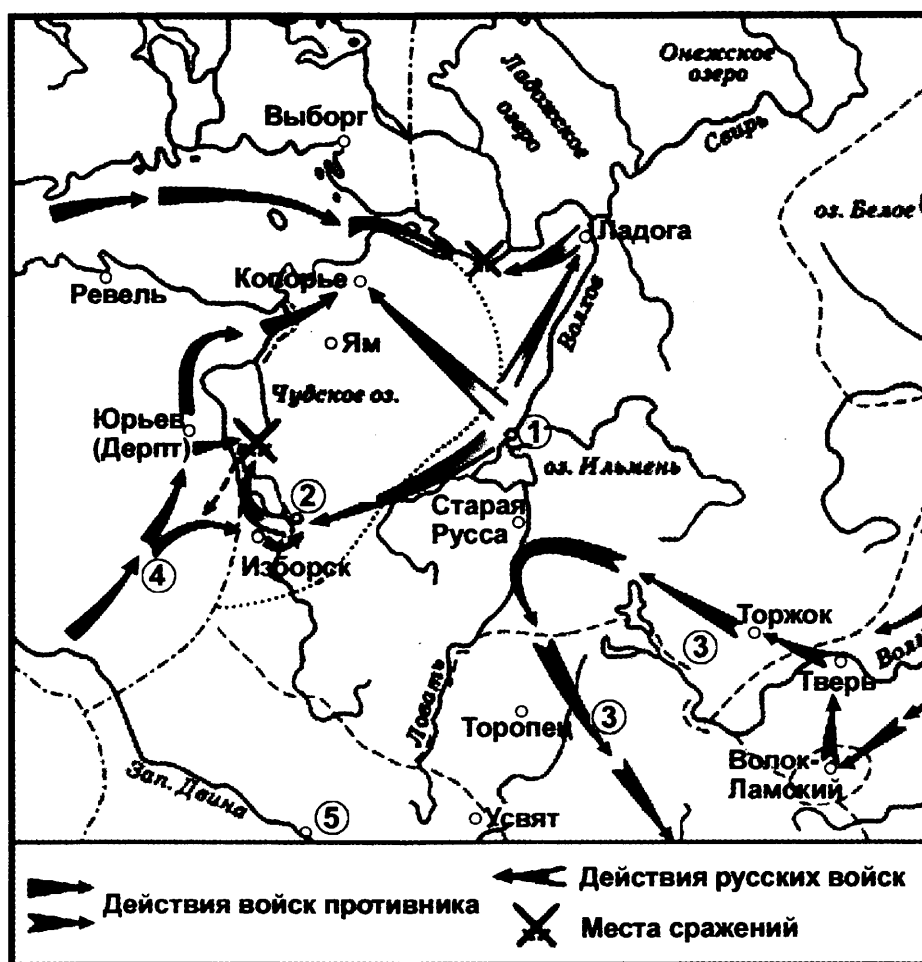 Онежское
озеро
Ладожское
озеро
Свирь
Выборг
оз. Белое
Ладога
Копорье
Ревель
Волхов
Ям
Чудское оз.
Юрьев
(Дерпт)
1
оз. Ильмень
2
Старая
Русса
Изборск
4
Торжок
3
Тверь
Ловать
Торопец
3
Волок-
Ламский
Зап. Двина
5
Усвят
Действия войск противника
Действия русских войск
Места сражений